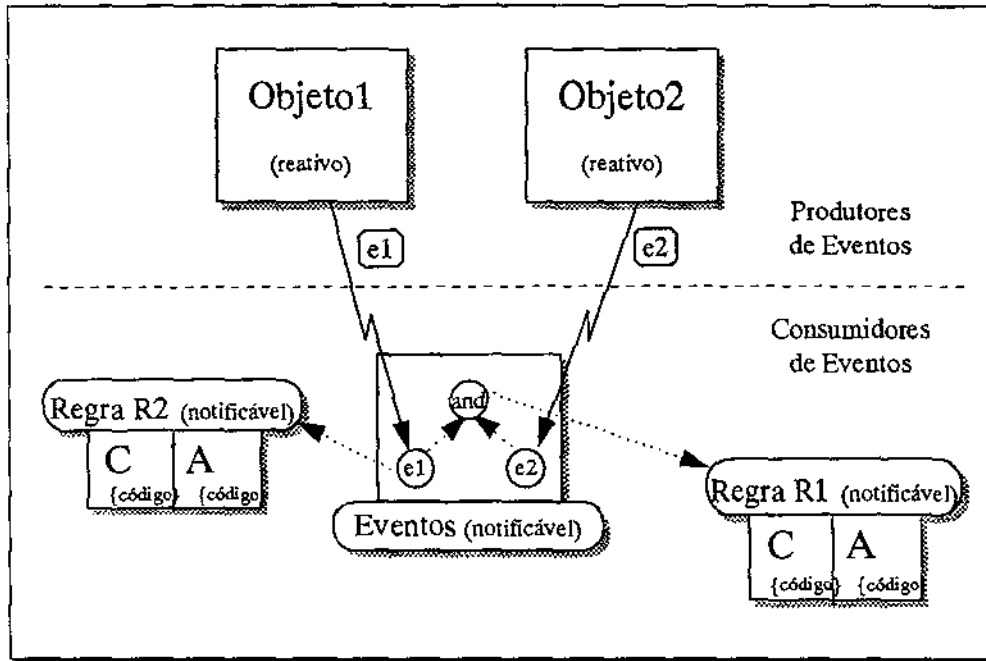 Objeto1
(reativo)
Objeto2
(reativo)
e1
e2
Produtores
de Eventos
Consumidores
de Eventos
and
e1
e2
Eventos (notificável)
Regra R2 (notificável)
C
{código}
A
{código
Regra R1 (notificável)
C
{código}
A
{código